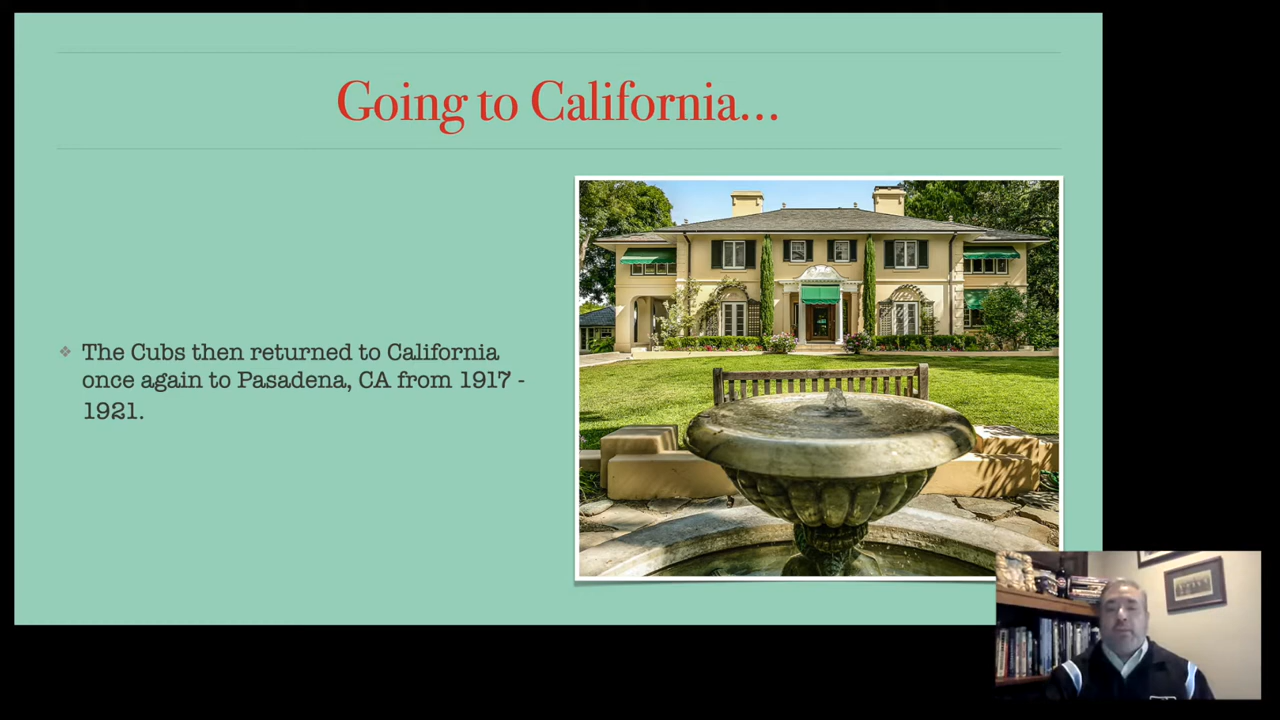 Going to California...
❖ The Cubs then returned to California
once again to Pasadena, CA from 1917 -
1921.